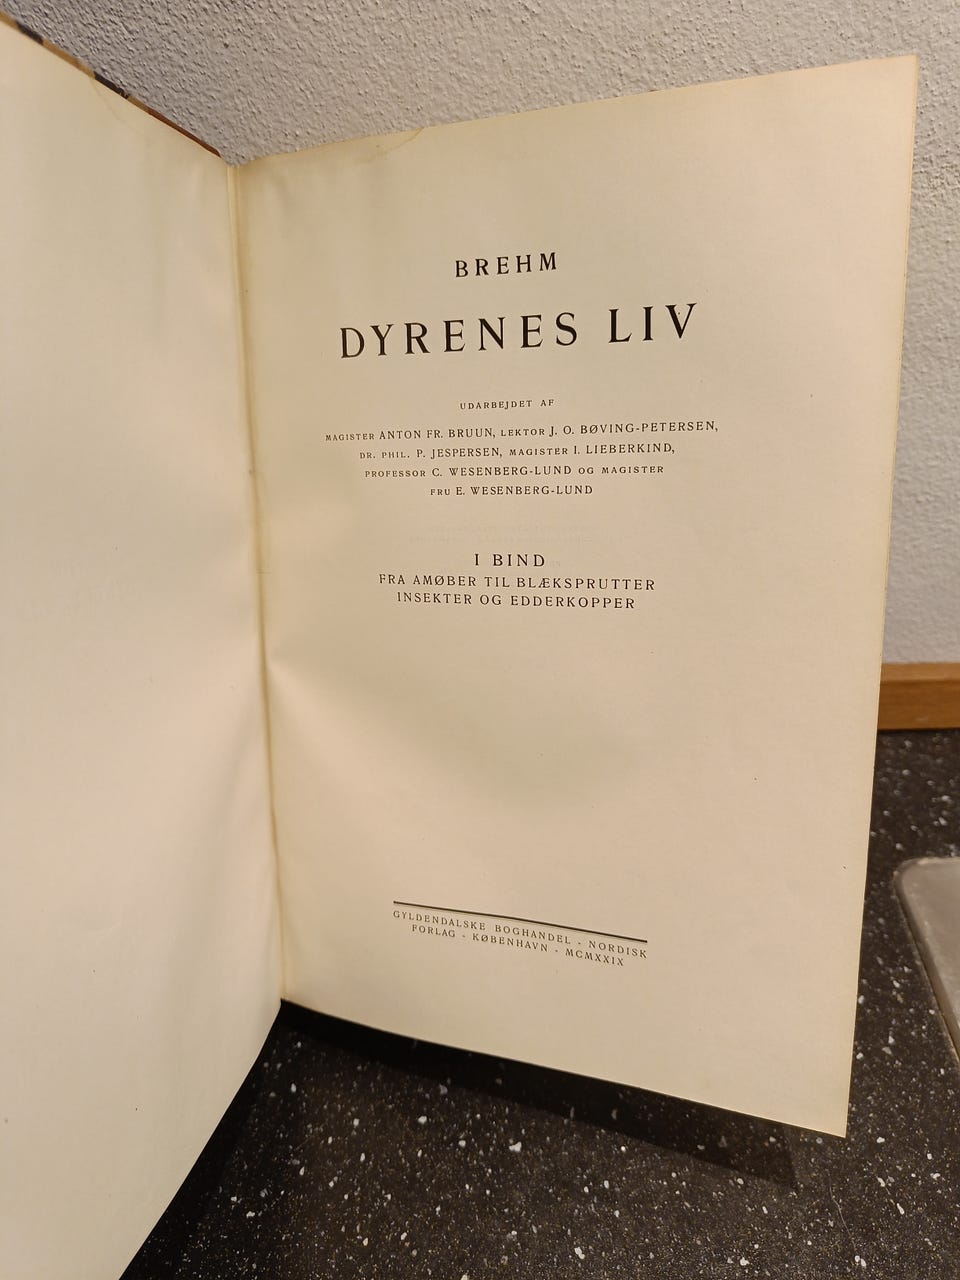 BREHM
DYRENES LIV
UDARBEJDET AF
MAGISTER ANTON FR. BRUUN, LEKTOR J. O. BØVING-PETERSEN,
DR. PHIL. P. JESPERSEN, MAGISTER I. LIEBERKIND,
PROFESSOR C. WESENBERG-LUND OG MAGISTER
FRU E. WESENBERG-LUND
I BIND
FRA AMØBER TIL BLÆKSPRUTTER
INSEKTER OG EDDERKOPPER
GYLDENDALSKE BOGHANDEL - NORDISK
FORLAG - KØBENHAVN - MCMXXIX